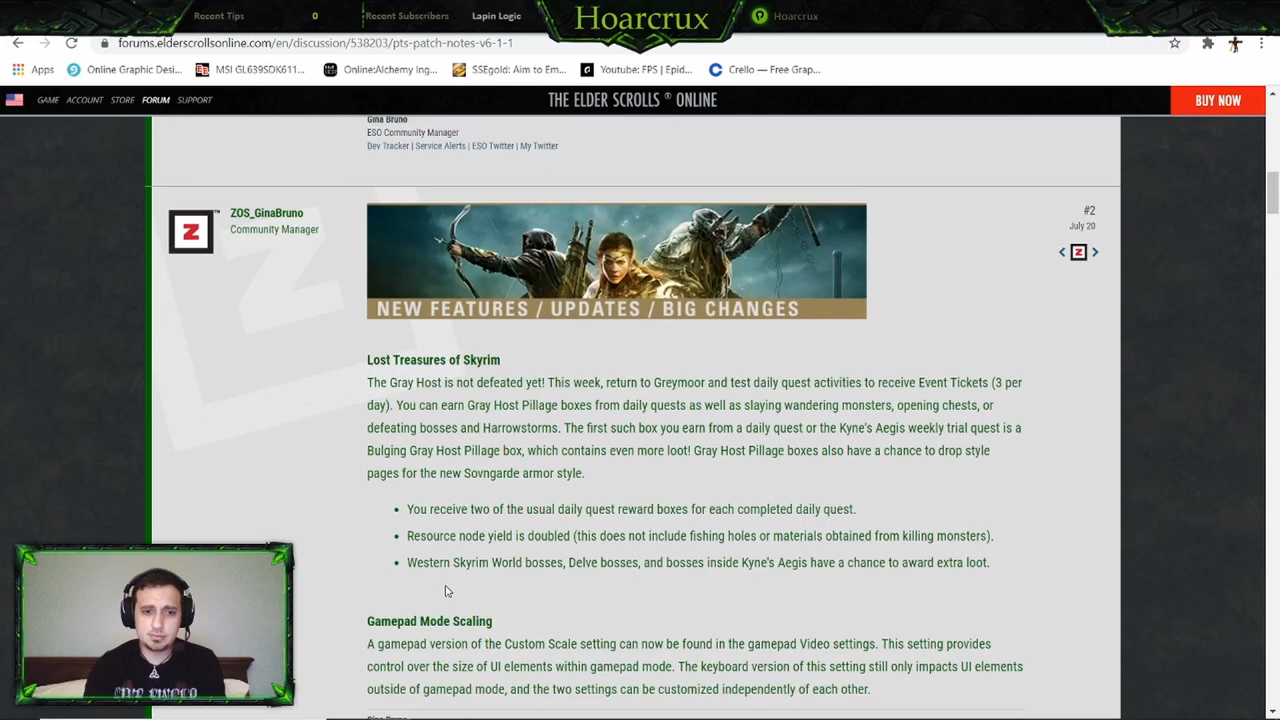 Recent Tips 0 Recent Subscribers Lapin Logic Hoarcrux Hoarcrux
forums.elderscrollsonline.com/en/discussion/538203/pts-patch-notes-v6-1-1
Apps Online Graphic Desi... MSI GL639SDK611... Online:Alchemy Ing... SSEgold: Aim to Em... Youtube: FPS | Epid... Crello — Free Grap...
GAME ACCOUNT STORE FORUM SUPPORT THE ELDER SCROLLS ® ONLINE BUY NOW
Gina Bruno
ESO Community Manager
Dev Tracker | Service Alerts | ESO Twitter | My Twitter
ZOS_GinaBruno
Community Manager
#2
July 20
NEW FEATURES / UPDATES / BIG CHANGES
Lost Treasures of Skyrim
The Gray Host is not defeated yet! This week, return to Greymoor and test daily quest activities to receive Event Tickets (3 per
day). You can earn Gray Host Pillage boxes from daily quests as well as slaying wandering monsters, opening chests, or
defeating bosses and Harrowstorms. The first such box you earn from a daily quest or the Kyne's Aegis weekly trial quest is a
Bulging Gray Host Pillage box, which contains even more loot! Gray Host Pillage boxes also have a chance to drop style
pages for the new Sovngarde armor style.
• You receive two of the usual daily quest reward boxes for each completed daily quest.
• Resource node yield is doubled (this does not include fishing holes or materials obtained from killing monsters).
• Western Skyrim World bosses, Delve bosses, and bosses inside Kyne's Aegis have a chance to award extra loot.
Gamepad Mode Scaling
A gamepad version of the Custom Scale setting can now be found in the gamepad Video settings. This setting provides
control over the size of UI elements within gamepad mode. The keyboard version of this setting still only impacts UI elements
outside of gamepad mode, and the two settings can be customized independently of each other.
Gina Bruno